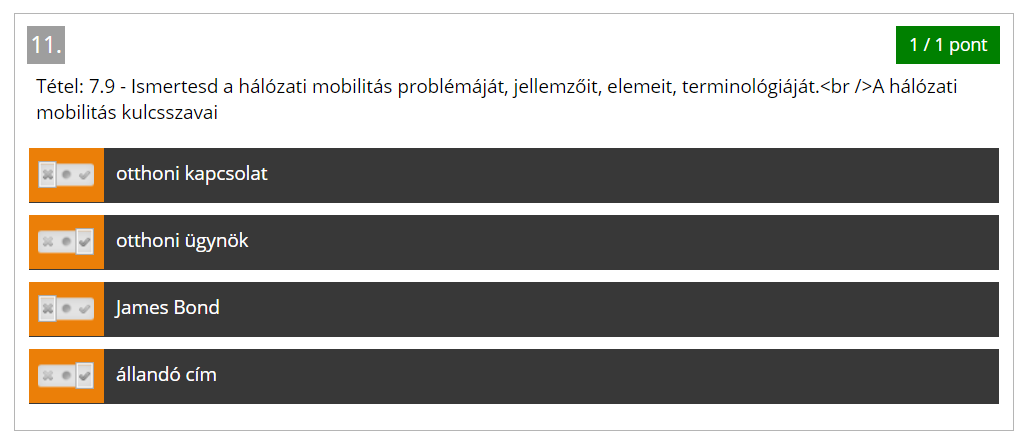 11.
1 / 1 pont
Tétel: 7.9 - Ismertesd a hálózati mobilitás problémáját, jellemzőit, elemeit, terminológiáját.<br />A hálózati
mobilitás kulcsszavai
otthoni kapcsolat
otthoni ügynök
James Bond
állandó cím